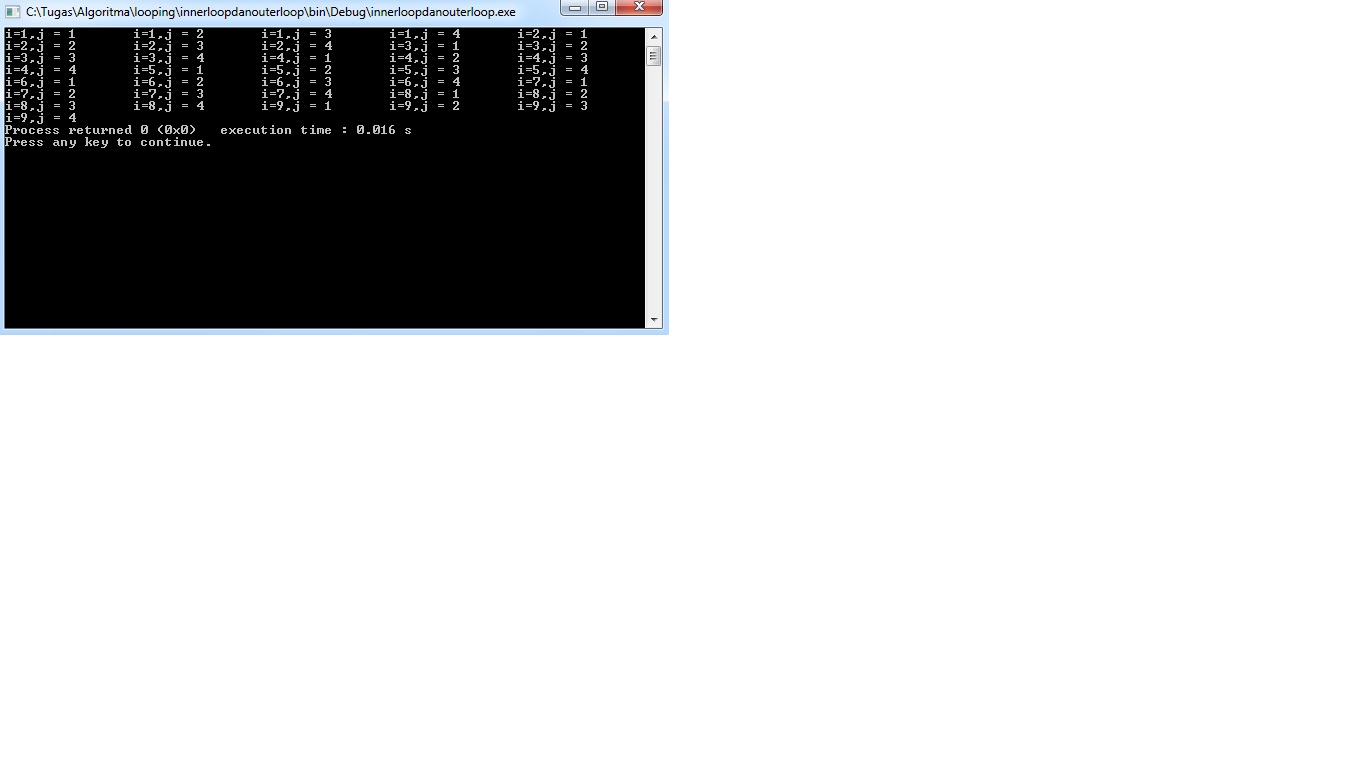 C:\Tugas\Algoritma\looping\innerloopdanouterloop\bin\Debug\innerloopdanouterloop.exe
i=1,j = 1 i=1,j = 2 i=1,j = 3 i=1,j = 4 i=2,j = 1
i=2,j = 2 i=2,j = 3 i=2,j = 4 i=3,j = 1 i=3,j = 2
i=3,j = 3 i=3,j = 4 i=4,j = 1 i=4,j = 2 i=4,j = 3
i=4,j = 4 i=5,j = 1 i=5,j = 2 i=5,j = 3 i=5,j = 4
i=6,j = 1 i=6,j = 2 i=6,j = 3 i=6,j = 4 i=7,j = 1
i=7,j = 2 i=7,j = 3 i=7,j = 4 i=8,j = 1 i=8,j = 2
i=8,j = 3 i=8,j = 4 i=9,j = 1 i=9,j = 2 i=9,j = 3
i=9,j = 4
Process returned 0 (0x0) execution time : 0.016 s
Press any key to continue.